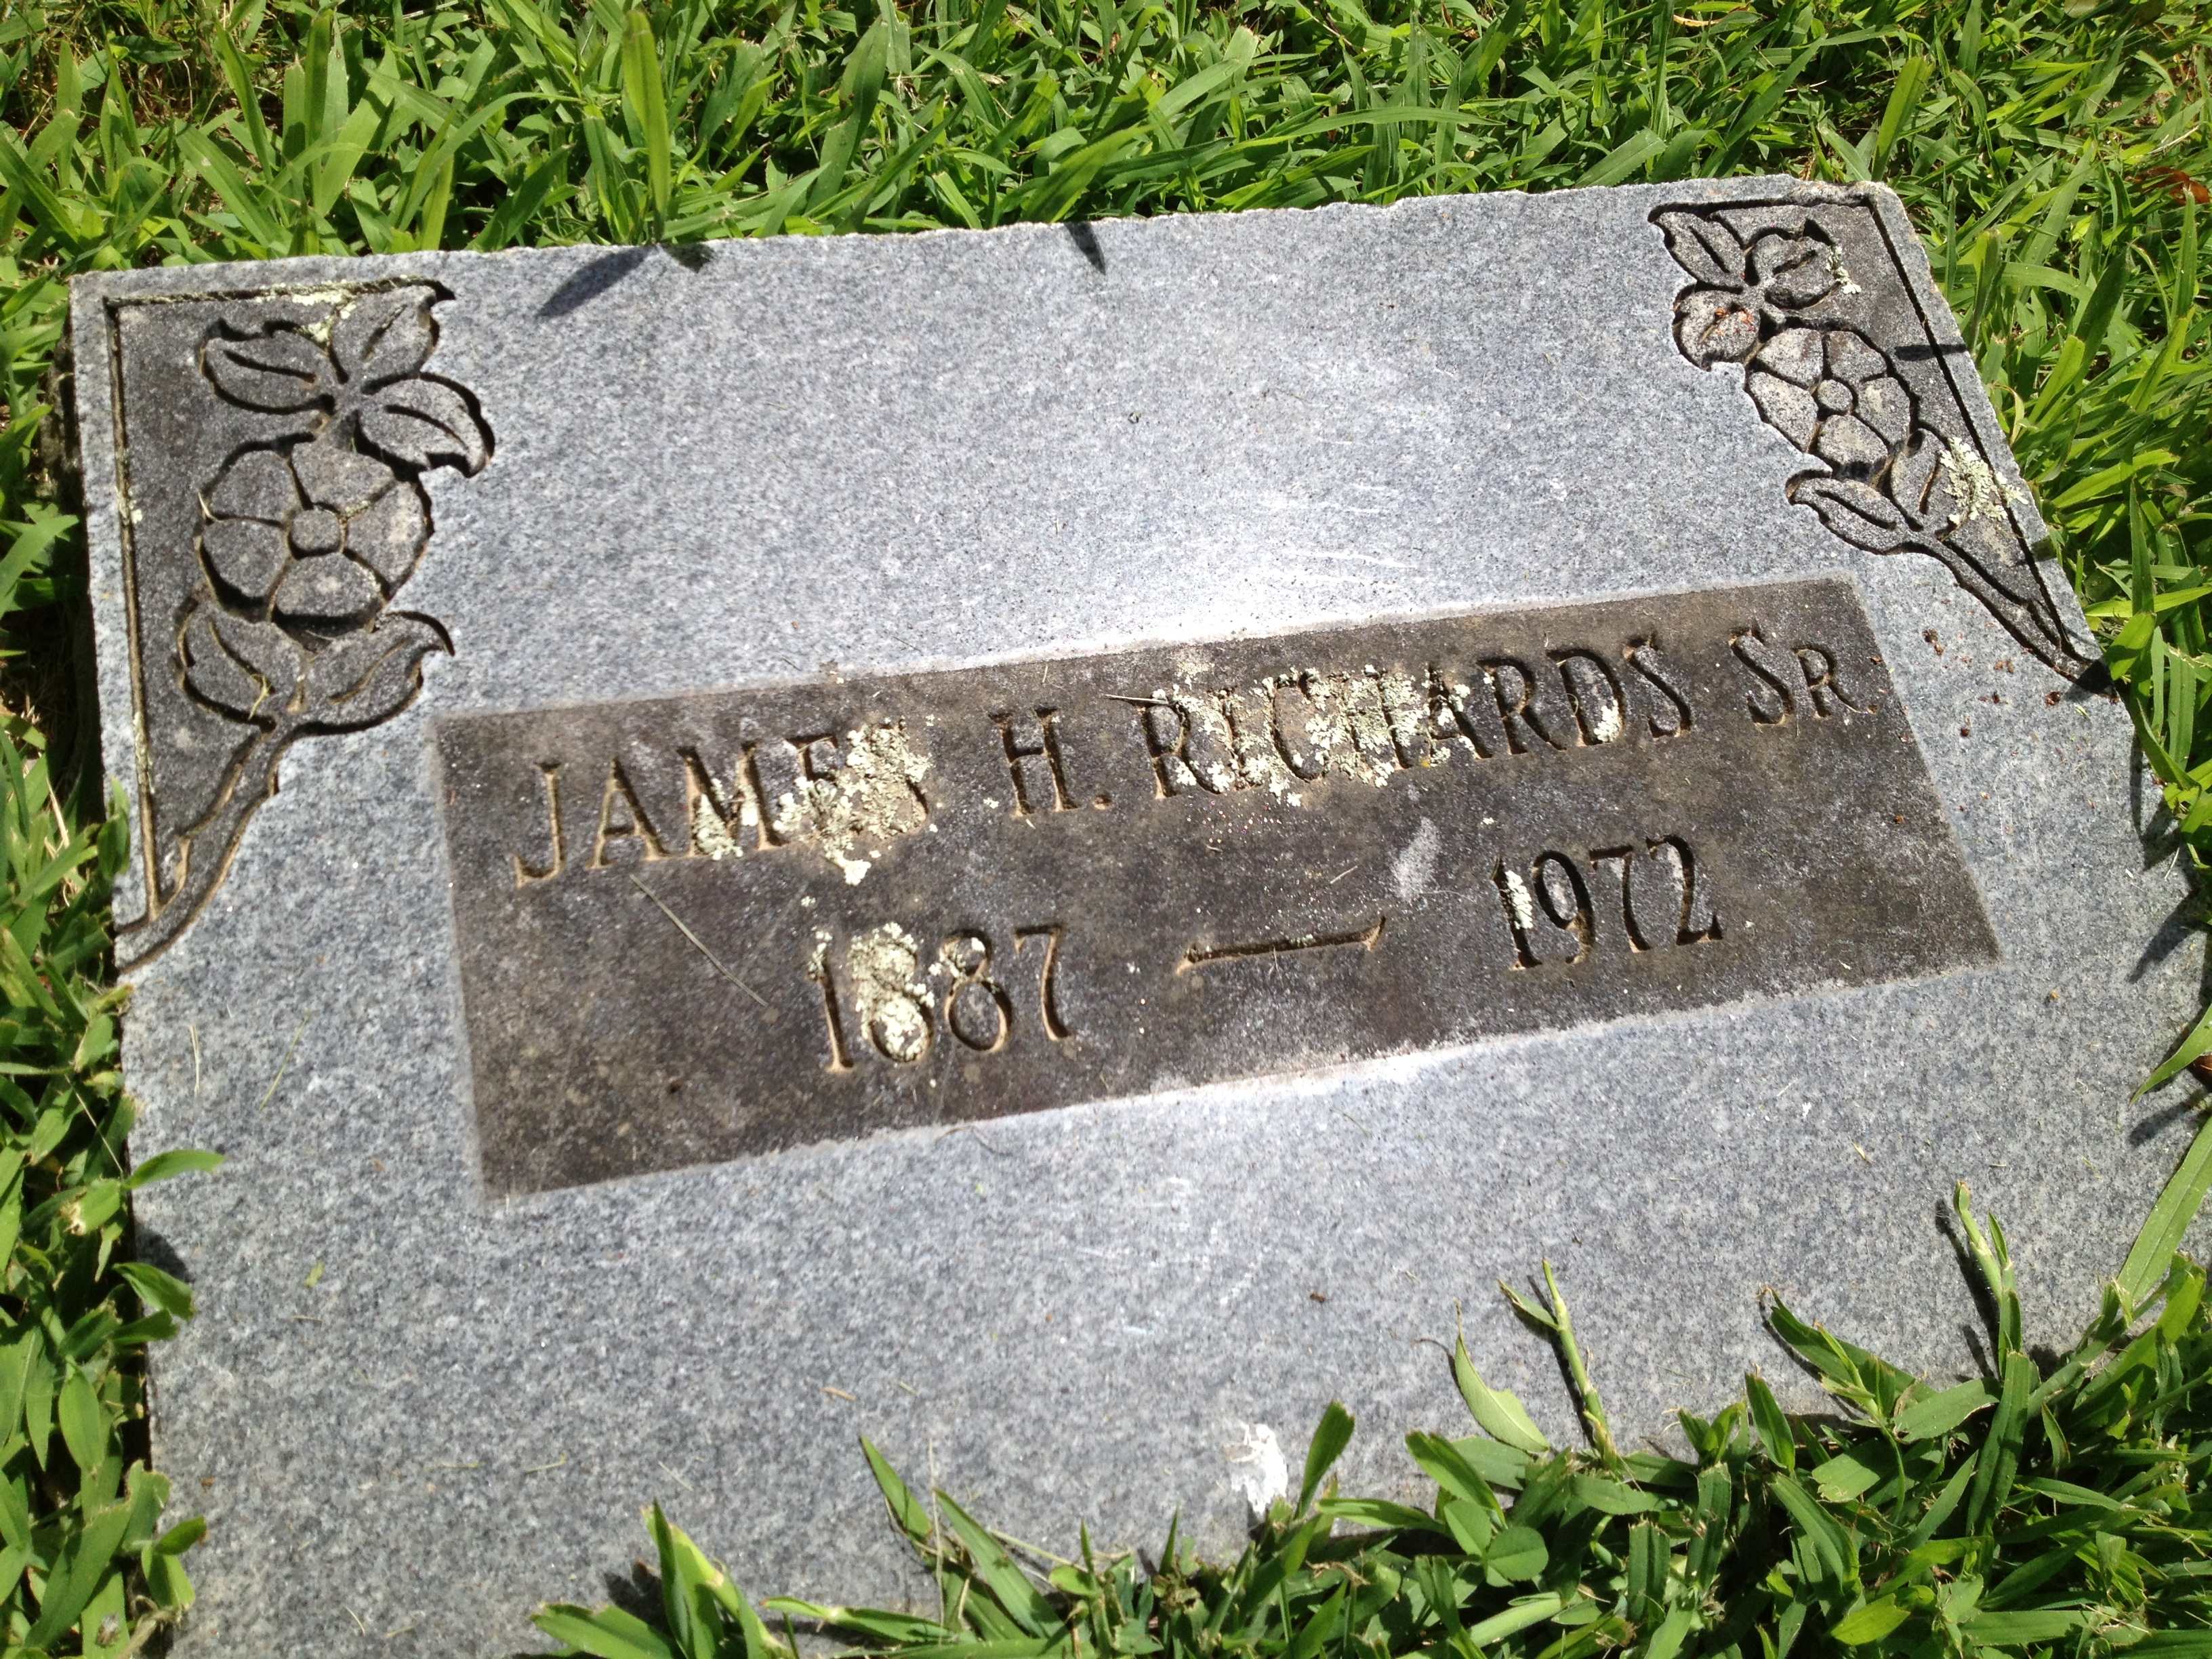 JAMES H. RICHARDS SR.
1887 — 1972